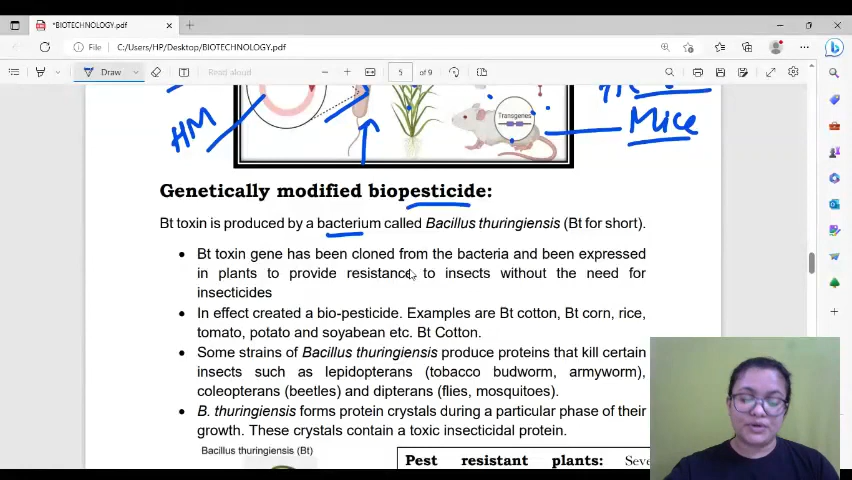 *BIOTECHNOLOGY.pdf
File C:/Users/HP/Desktop/BIOTECHNOLOGY.pdf
Draw Read aloud 5 of 9
HM
Transgenes
Mice
Genetically modified biopesticide:
Bt toxin is produced by a bacterium called Bacillus thuringiensis (Bt for short).
• Bt toxin gene has been cloned from the bacteria and been expressed
in plants to provide resistance to insects without the need for
insecticides
• In effect created a bio-pesticide. Examples are Bt cotton, Bt corn, rice,
tomato, potato and soyabean etc. Bt Cotton.
• Some strains of Bacillus thuringiensis produce proteins that kill certain
insects such as lepidopterans (tobacco budworm, armyworm),
coleopterans (beetles) and dipterans (flies, mosquitoes).
• B. thuringiensis forms protein crystals during a particular phase of their
growth. These crystals contain a toxic insecticidal protein.
Bacillus thuringiensis (Bt)
Pest resistant plants: